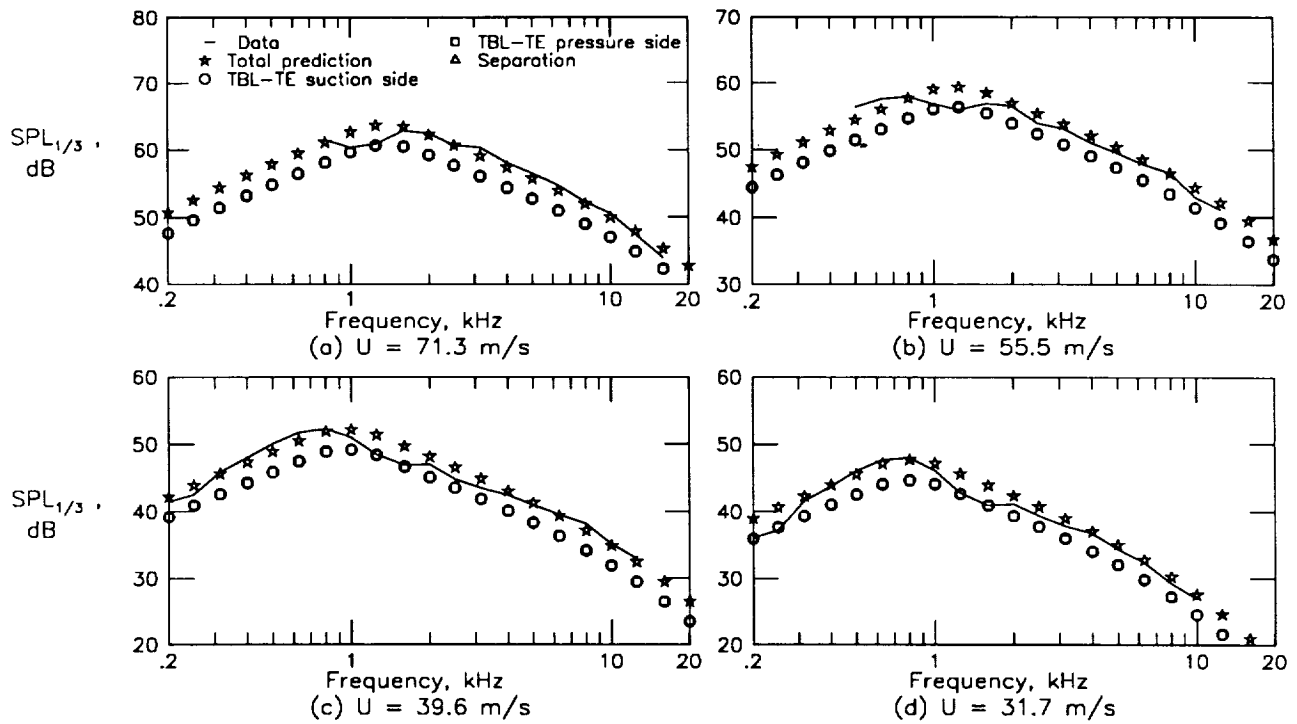 80
70
60
50
40
SPL1/3 ,
dB
— Data
☆ Total prediction
○ TBL-TE suction side
□ TBL-TE pressure side
△ Separation
.2 1 10 20
Frequency, kHz
(a) U = 71.3 m/s
70
60
50
40
30
.2 1 10 20
Frequency, kHz
(b) U = 55.5 m/s
60
50
40
30
20
SPL1/3 ,
dB
.2 1 10 20
Frequency, kHz
(c) U = 39.6 m/s
60
50
40
30
20
.2 1 10 20
Frequency, kHz
(d) U = 31.7 m/s